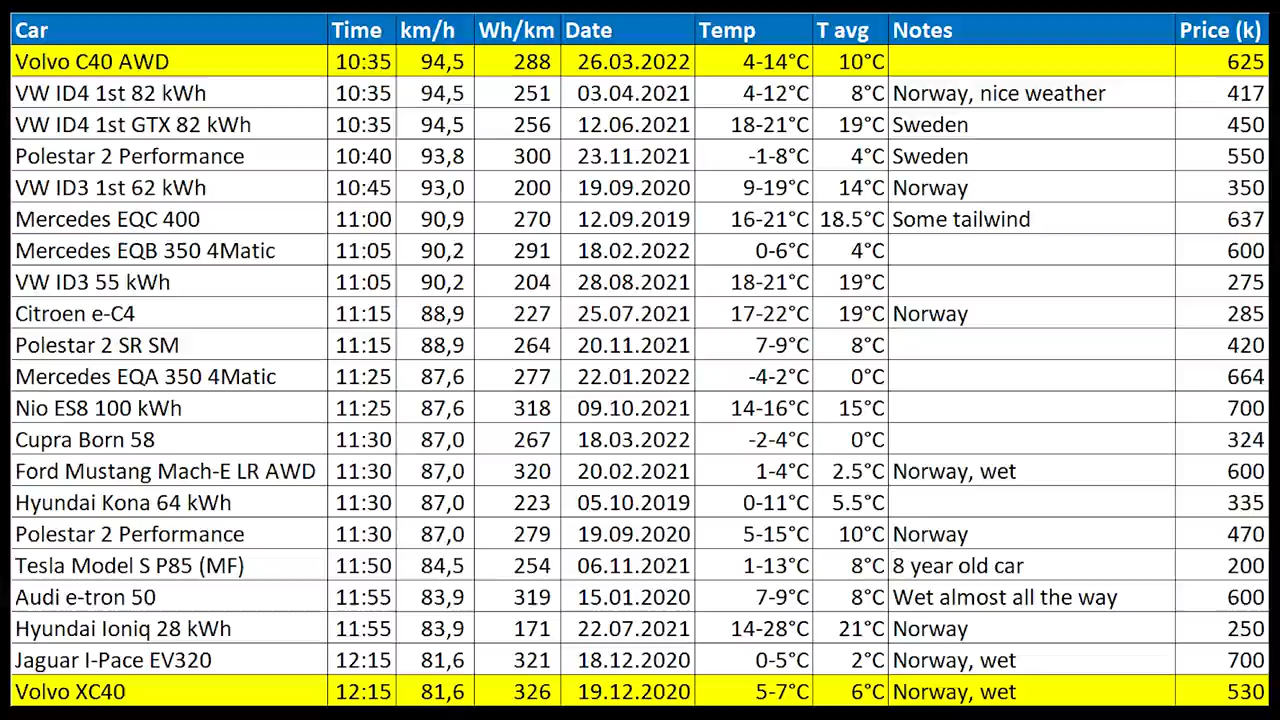 Car Time km/h Wh/km Date Temp T avg Notes Price (k)
Volvo C40 AWD 10:35 94,5 288 26.03.2022 4-14°C 10°C 625
VW ID4 1st 82 kWh 10:35 94,5 251 03.04.2021 4-12°C 8°C Norway, nice weather 417
VW ID4 1st GTX 82 kWh 10:35 94,5 256 12.06.2021 18-21°C 19°C Sweden 450
Polestar 2 Performance 10:40 93,8 300 23.11.2021 -1-8°C 4°C Sweden 550
VW ID3 1st 62 kWh 10:45 93,0 200 19.09.2020 9-19°C 14°C Norway 350
Mercedes EQC 400 11:00 90,9 270 12.09.2019 16-21°C 18.5°C Some tailwind 637
Mercedes EQB 350 4Matic 11:05 90,2 291 18.02.2022 0-6°C 4°C 600
VW ID3 55 kWh 11:05 90,2 204 28.08.2021 18-21°C 19°C 275
Citroen e-C4 11:15 88,9 227 25.07.2021 17-22°C 19°C Norway 285
Polestar 2 SR SM 11:15 88,9 264 20.11.2021 7-9°C 8°C 420
Mercedes EQA 350 4Matic 11:25 87,6 277 22.01.2022 -4-2°C 0°C 664
Nio ES8 100 kWh 11:25 87,6 318 09.10.2021 14-16°C 15°C 700
Cupra Born 58 11:30 87,0 267 18.03.2022 -2-4°C 0°C 324
Ford Mustang Mach-E LR AWD 11:30 87,0 320 20.02.2021 1-4°C 2.5°C Norway, wet 600
Hyundai Kona 64 kWh 11:30 87,0 223 05.10.2019 0-11°C 5.5°C 335
Polestar 2 Performance 11:30 87,0 279 19.09.2020 5-15°C 10°C Norway 470
Tesla Model S P85 (MF) 11:50 84,5 254 06.11.2021 1-13°C 8°C 8 year old car 200
Audi e-tron 50 11:55 83,9 319 15.01.2020 7-9°C 8°C Wet almost all the way 600
Hyundai Ioniq 28 kWh 11:55 83,9 171 22.07.2021 14-28°C 21°C Norway 250
Jaguar I-Pace EV320 12:15 81,6 321 18.12.2020 0-5°C 2°C Norway, wet 700
Volvo XC40 12:15 81,6 326 19.12.2020 5-7°C 6°C Norway, wet 530